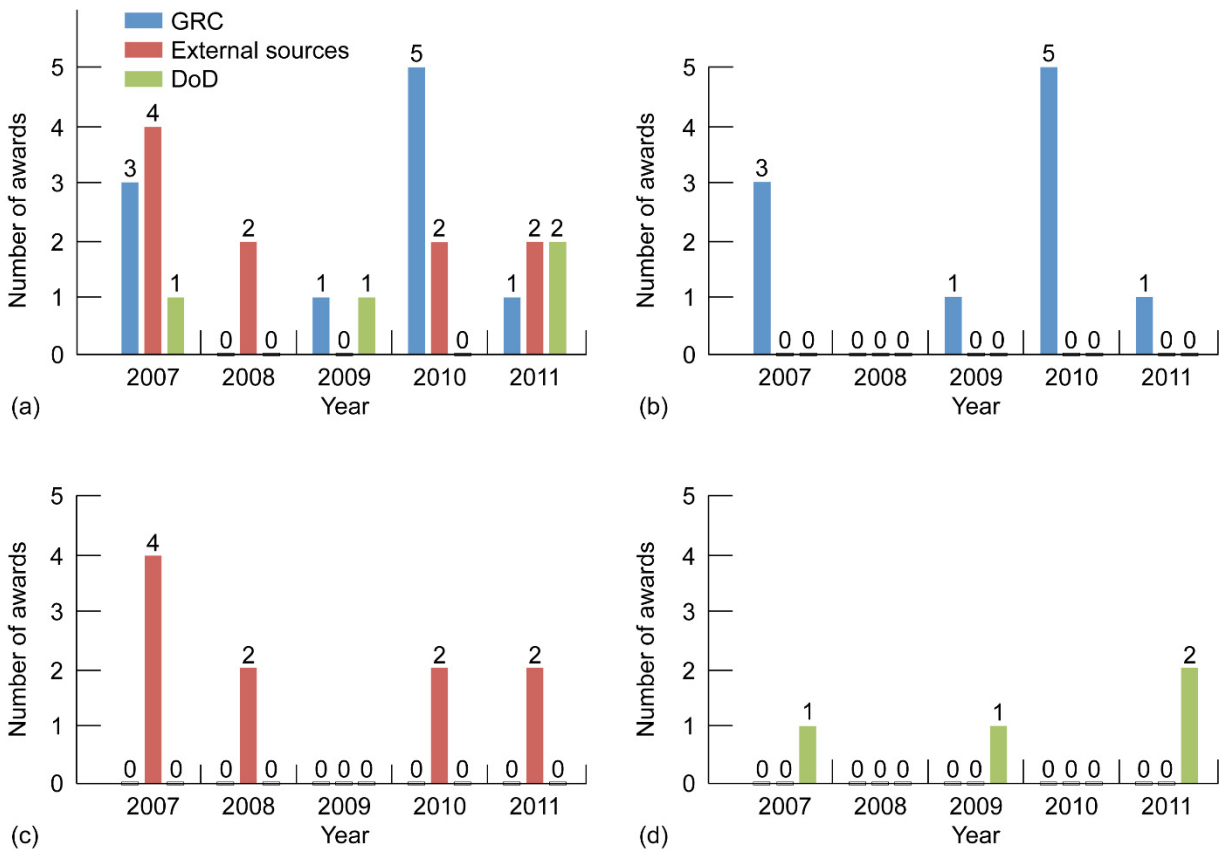 GRC
External sources
DoD
Number of awards
5
4
3
2
1
0
3 4 1
0 2 0
1 0 1
5 2 0
1 2 2
2007 2008 2009 2010 2011
Year
(a)
Number of awards
5
4
3
2
1
0
3 0 0
0 0 0
1 0 0
5 0 0
1 0 0
2007 2008 2009 2010 2011
Year
(b)
Number of awards
5
4
3
2
1
0
0 4 0
0 2 0
0 0 0
0 2 0
0 2 0
2007 2008 2009 2010 2011
Year
(c)
Number of awards
5
4
3
2
1
0
0 0 1
0 0 0
0 0 1
0 0 0
0 0 2
2007 2008 2009 2010 2011
Year
(d)